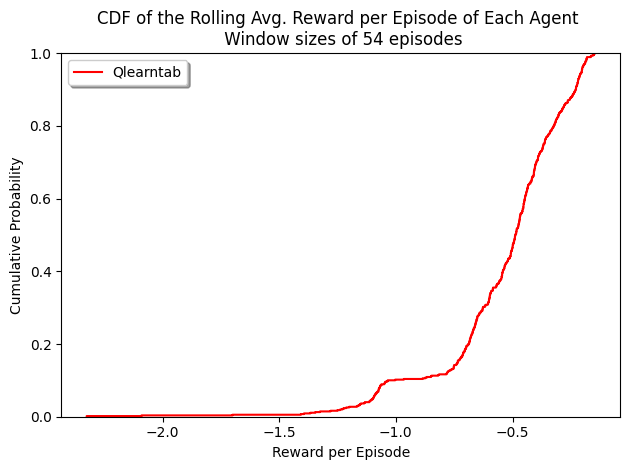 CDF of the Rolling Avg. Reward per Episode of Each Agent
Window sizes of 54 episodes
Qlearntab
Cumulative Probability
1.0
0.8
0.6
0.4
0.2
0.0
−2.0
−1.5
−1.0
−0.5
Reward per Episode